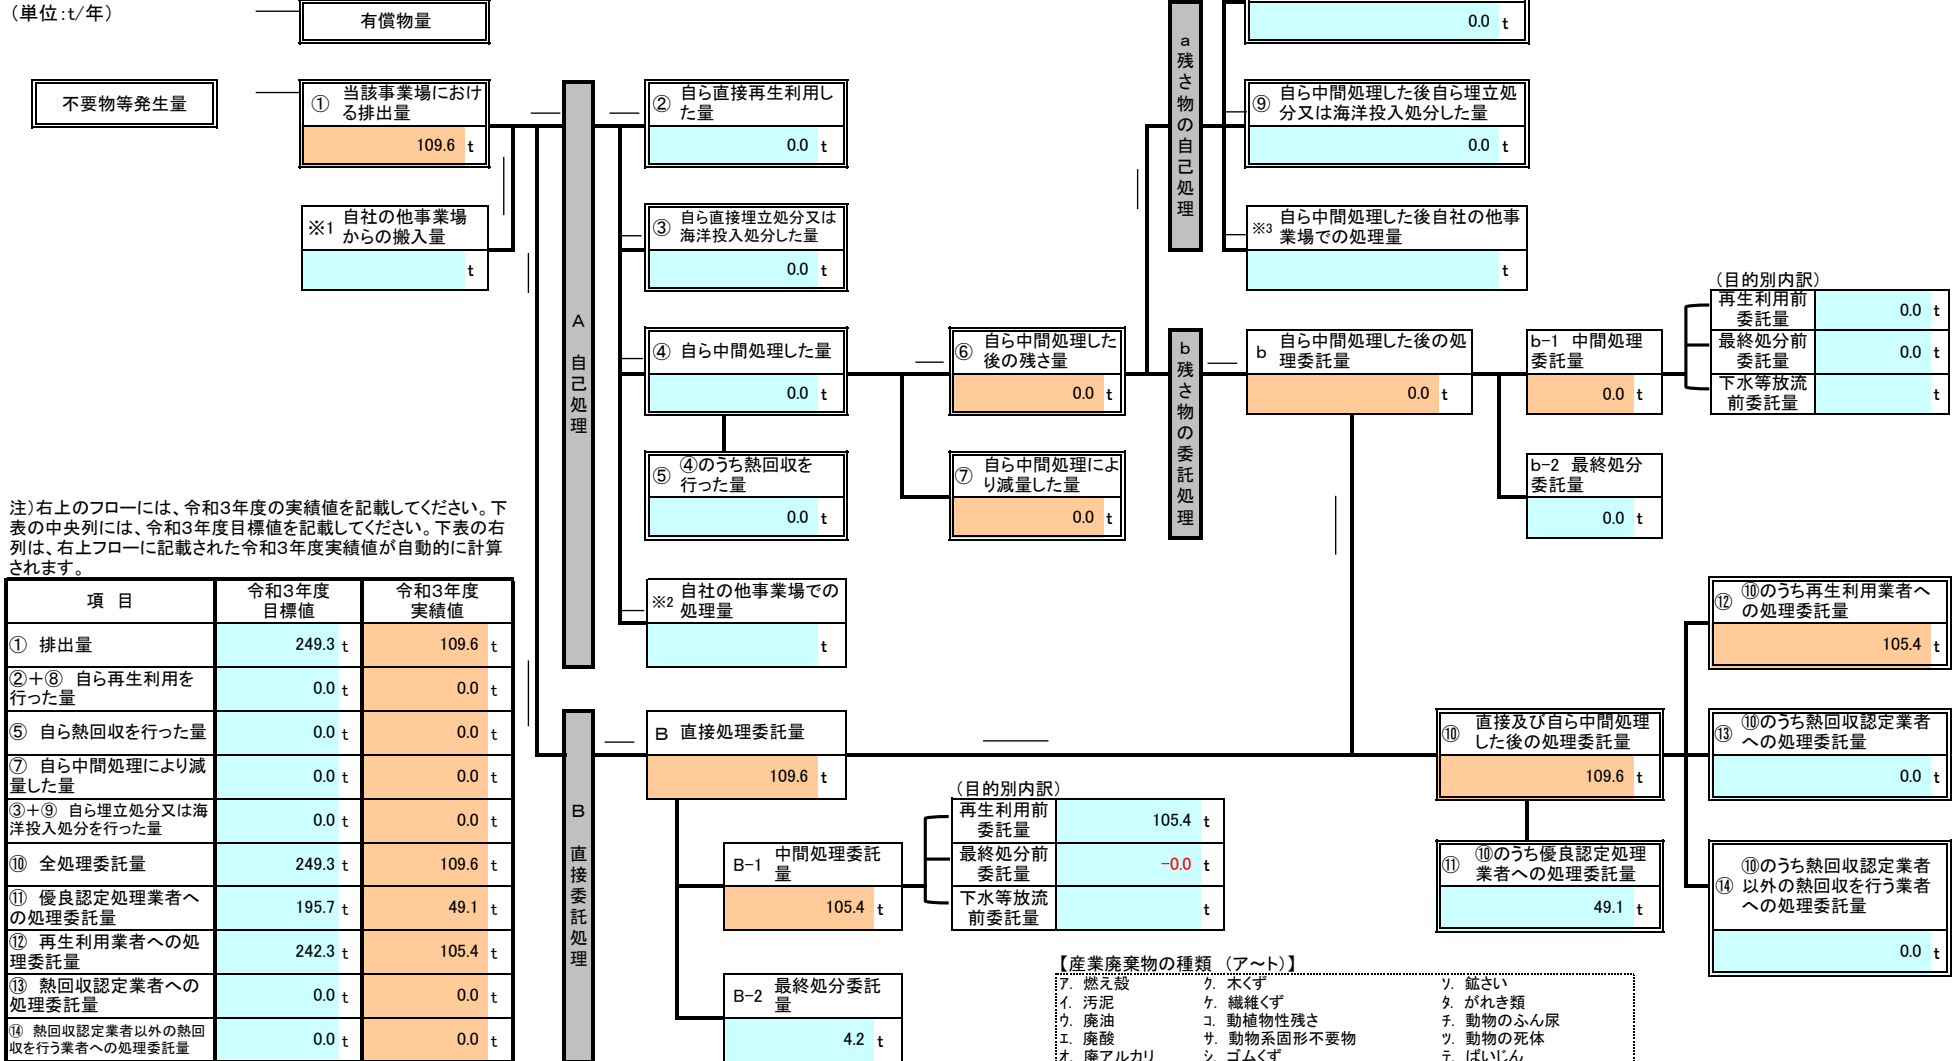 （単位：t/年）
有償物量
0.0 t
不要物等発生量
① 当該事業場におけ
る排出量
109.6 t
※1 自社の他事業場
からの搬入量
t
A 自己処理
② 自ら直接再生利用し
た量
0.0 t
③ 自ら直接埋立処分又は
海洋投入処分した量
0.0 t
④ 自ら中間処理した量
0.0 t
⑤ ④のうち熱回収を
行った量
0.0 t
※2 自社の他事業場での
処理量
t
⑥ 自ら中間処理した
後の残さ量
0.0 t
⑦ 自ら中間処理によ
り減量した量
0.0 t
a 残さ物の自己処理
⑨ 自ら中間処理した後自ら埋立処
分又は海洋投入処分した量
0.0 t
※3 自ら中間処理した後自社の他事
業場での処理量
t
b 残さ物の委託処理
b 自ら中間処理した後の処
理委託量
0.0 t
b-1 中間処理
委託量
0.0 t
b-2 最終処分
委託量
0.0 t
（目的別内訳）
再生利用前
委託量
0.0 t
最終処分前
委託量
0.0 t
下水等放流
前委託量
t
注）右上のフローには、令和3年度の実績値を記載してください。下
表の中央列には、令和3年度目標値を記載してください。下表の右
列は、右上フローに記載された令和3年度実績値が自動的に計算
されます。
項 目
令和3年度
目標値
令和3年度
実績値
① 排出量 249.3 t 109.6 t
②＋⑧ 自ら再生利用を
行った量 0.0 t 0.0 t
⑤ 自ら熱回収を行った量 0.0 t 0.0 t
⑦ 自ら中間処理により減
量した量 0.0 t 0.0 t
③＋⑨ 自ら埋立処分又は海
洋投入処分を行った量 0.0 t 0.0 t
⑩ 全処理委託量 249.3 t 109.6 t
⑪ 優良認定処理業者へ
の処理委託量 195.7 t 49.1 t
⑫ 再生利用業者への処
理委託量 242.3 t 105.4 t
⑬ 熱回収認定業者への
処理委託量 0.0 t 0.0 t
⑭ 熱回収認定業者以外の熱回
収を行う業者への処理委託量 0.0 t 0.0 t
B 直接委託処理
B 直接処理委託量
109.6 t
B-1 中間処理委託
量
105.4 t
B-2 最終処分委託
量
4.2 t
（目的別内訳）
再生利用前
委託量
105.4 t
最終処分前
委託量
-0.0 t
下水等放流
前委託量
t
⑩ 直接及び自ら中間処理
した後の処理委託量
109.6 t
⑪ ⑩のうち優良認定処理
業者への処理委託量
49.1 t
⑫ ⑩のうち再生利用業者へ
の処理委託量
105.4 t
⑬ ⑩のうち熱回収認定業者
への処理委託量
0.0 t
⑭ ⑩のうち熱回収認定業者
以外の熱回収を行う業者
への処理委託量
0.0 t
【産業廃棄物の種類 （ア～ト）】
ア. 燃え殻 ク. 木くず ソ. 鉱さい
イ. 汚泥 ケ. 繊維くず タ. がれき類
ウ. 廃油 コ. 動植物性残さ チ. 動物のふん尿
エ. 廃酸 サ. 動物系固形不要物 ツ. 動物の死体
オ. 廃アルカリ シ. ゴムくず テ. ばいじん